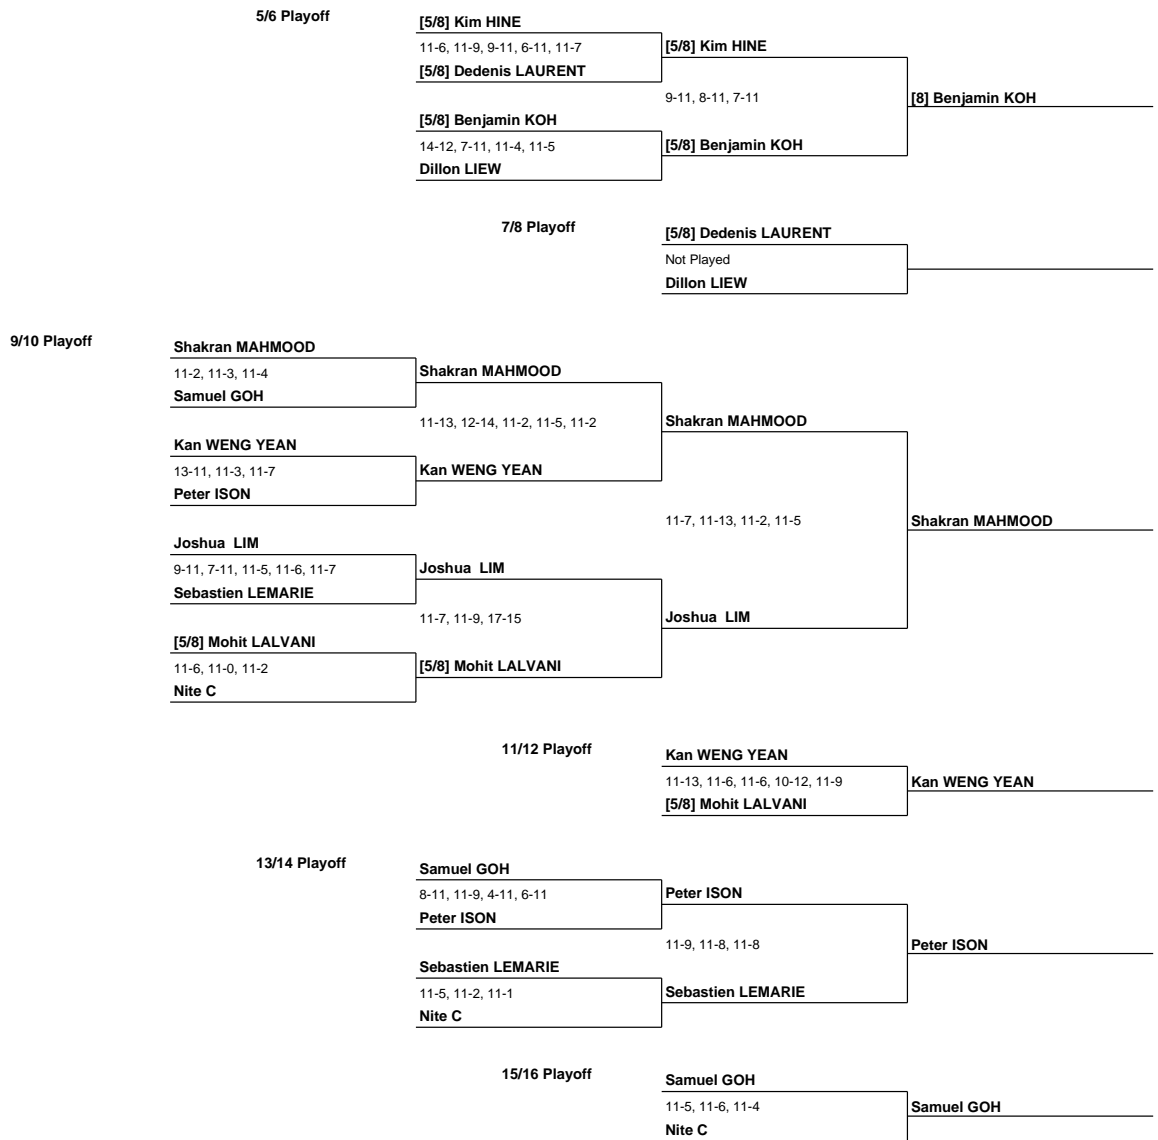 5/6 Playoff
[5/8] Kim HINE
11-6, 11-9, 9-11, 6-11, 11-7
[5/8] Dedenis LAURENT
[5/8] Kim HINE
9-11, 8-11, 7-11
[8] Benjamin KOH
[5/8] Benjamin KOH
14-12, 7-11, 11-4, 11-5
Dillon LIEW
[5/8] Benjamin KOH
7/8 Playoff
[5/8] Dedenis LAURENT
Not Played
Dillon LIEW
9/10 Playoff
Shakran MAHMOOD
11-2, 11-3, 11-4
Samuel GOH
Shakran MAHMOOD
11-13, 12-14, 11-2, 11-5, 11-2
Shakran MAHMOOD
Kan WENG YEAN
13-11, 11-3, 11-7
Peter ISON
Kan WENG YEAN
11-7, 11-13, 11-2, 11-5
Shakran MAHMOOD
Joshua  LIM
9-11, 7-11, 11-5, 11-6, 11-7
Sebastien LEMARIE
Joshua  LIM
11-7, 11-9, 17-15
Joshua  LIM
[5/8] Mohit LALVANI
11-6, 11-0, 11-2
Nite C
[5/8] Mohit LALVANI
11/12 Playoff
Kan WENG YEAN
11-13, 11-6, 11-6, 10-12, 11-9
[5/8] Mohit LALVANI
Kan WENG YEAN
13/14 Playoff
Samuel GOH
8-11, 11-9, 4-11, 6-11
Peter ISON
Peter ISON
11-9, 11-8, 11-8
Peter ISON
Sebastien LEMARIE
11-5, 11-2, 11-1
Nite C
Sebastien LEMARIE
15/16 Playoff
Samuel GOH
11-5, 11-6, 11-4
Nite C
Samuel GOH